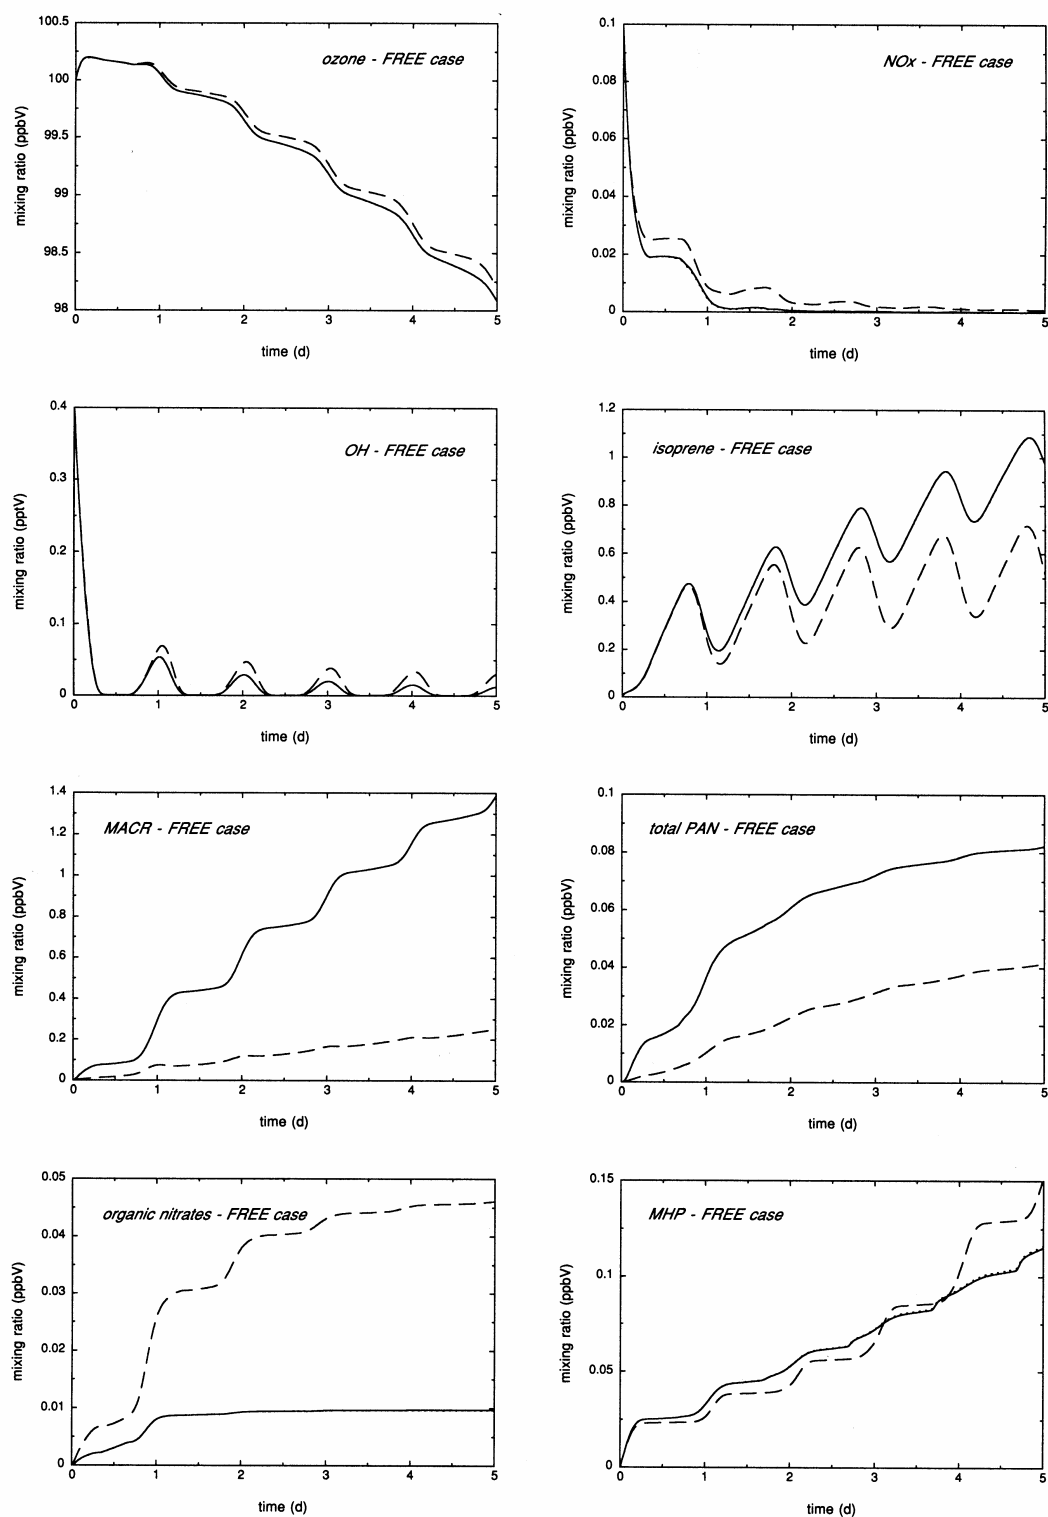 ozone - FREE case
100.5
100
99.5
99
98.5
98
mixing ratio (ppbV)
0 1 2 3 4 5
time (d)
NOx - FREE case
0.1
0.08
0.06
0.04
0.02
0
mixing ratio (ppbV)
0 1 2 3 4 5
time (d)
OH - FREE case
0.4
0.3
0.2
0.1
0
mixing ratio (pptV)
0 1 2 3 4 5
time (d)
isoprene - FREE case
1.2
1
0.8
0.6
0.4
0.2
0
mixing ratio (ppbV)
0 1 2 3 4 5
time (d)
MACR - FREE case
1.4
1.2
1
0.8
0.6
0.4
0.2
0
mixing ratio (ppbV)
0 1 2 3 4 5
time (d)
total PAN - FREE case
0.1
0.08
0.06
0.04
0.02
0
mixing ratio (ppbV)
0 1 2 3 4 5
time (d)
organic nitrates - FREE case
0.05
0.04
0.03
0.02
0.01
0
mixing ratio (ppbV)
0 1 2 3 4 5
time (d)
MHP - FREE case
0.15
0.1
0.05
0
mixing ratio (ppbV)
0 1 2 3 4 5
time (d)